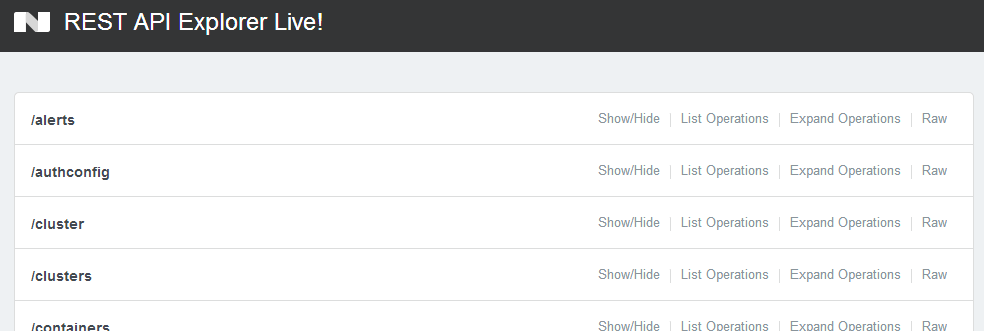 REST API Explorer Live!
/alerts Show/Hide List Operations Expand Operations Raw
/authconfig Show/Hide List Operations Expand Operations Raw
/cluster Show/Hide List Operations Expand Operations Raw
/clusters Show/Hide List Operations Expand Operations Raw
/containers Show/Hide List Operations Expand Operations Raw